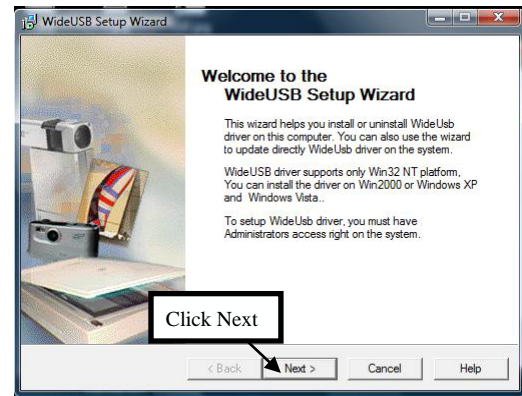 WideUSB Setup Wizard
Welcome to the
WideUSB Setup Wizard
This wizard helps you install or uninstall WideUsb
driver on this computer. You can also use the wizard
to update directly WideUsb driver on the system.
WideUSB driver supports only Win32 NT platform,
You can install the driver on Win2000 or Windows XP
and Windows Vista..
To setup WideUsb driver, you must have
Administrators access right on the system.
Click Next
< Back Next > Cancel Help